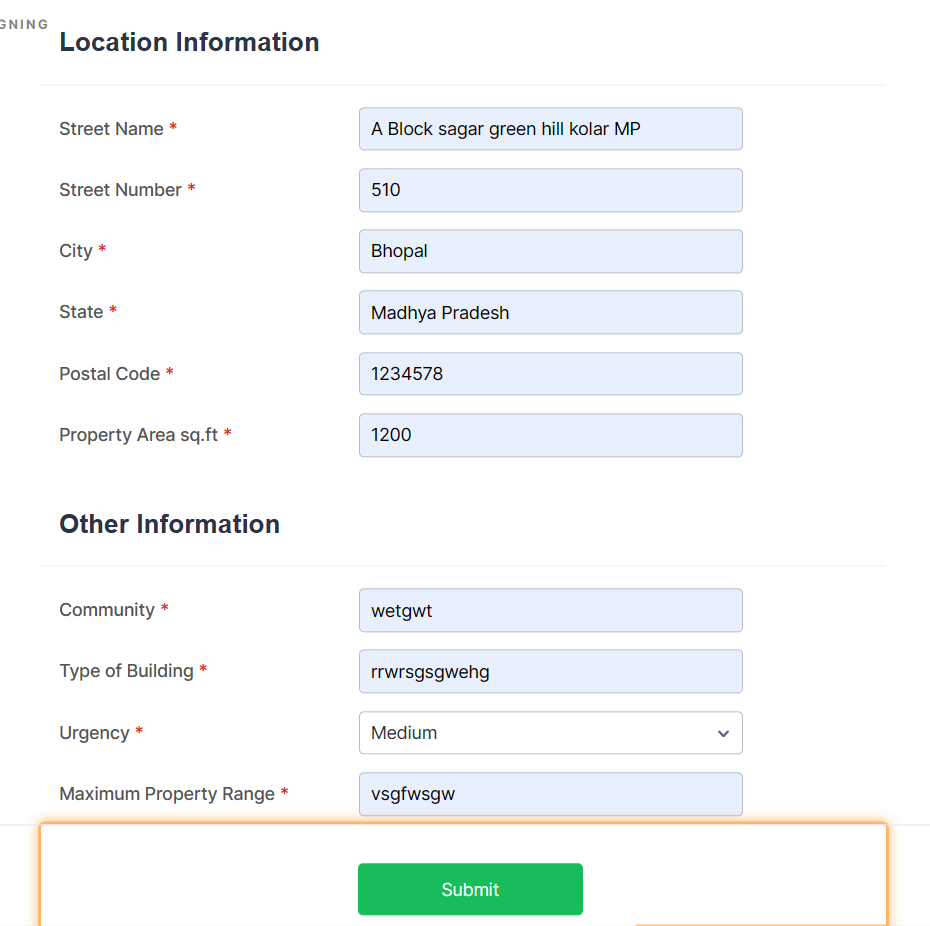 GNING
Location Information
Street Name *
A Block sagar green hill kolar MP
Street Number *
510
City *
Bhopal
State *
Madhya Pradesh
Postal Code *
1234578
Property Area sq.ft *
1200
Other Information
Community *
wetgwt
Type of Building *
rrwrsgsgwehg
Urgency *
Medium
Maximum Property Range *
vsgfwsgw
Submit